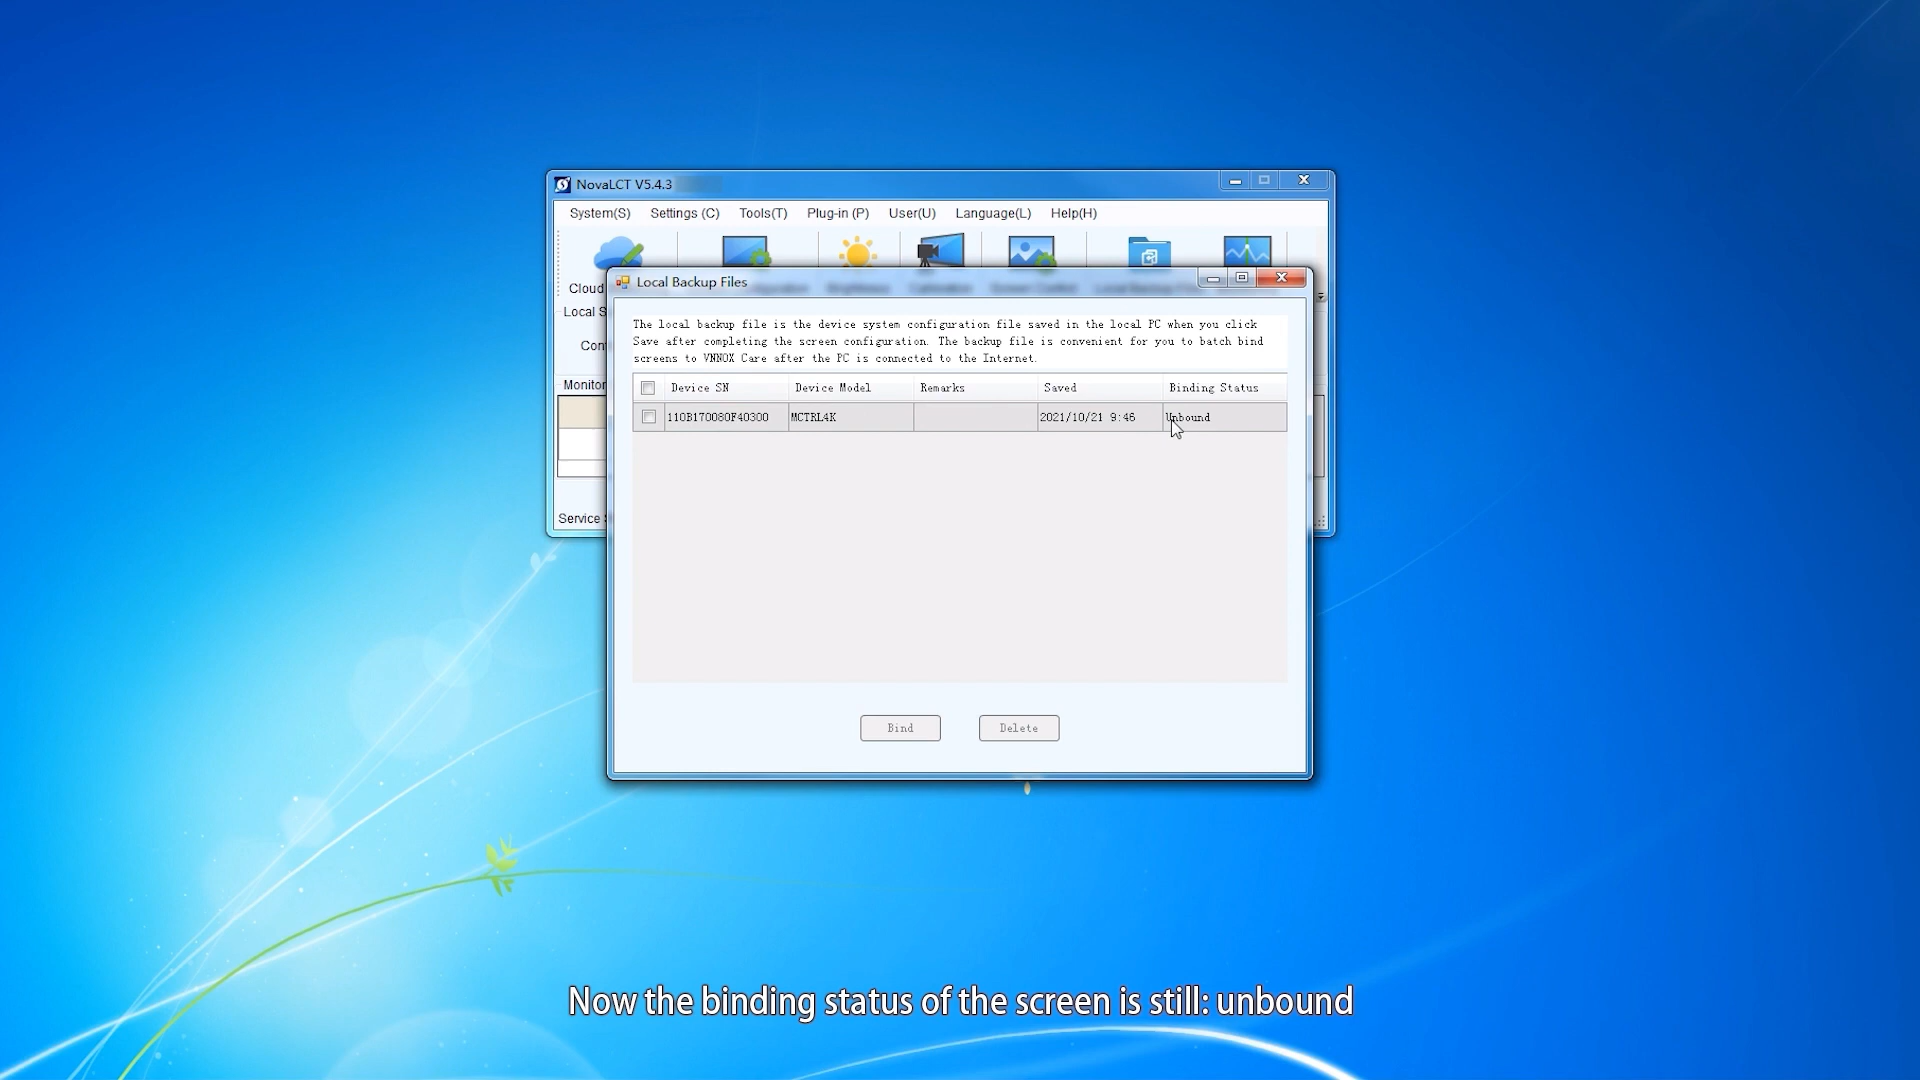 NovaLCT V5.4.3
System(S) Settings (C) Tools(T) Plug-in (P) User(U) Language(L) Help(H)
Cloud
Local S
Cont
Monitor
Service
Local Backup Files
The local backup file is the device system configuration file saved in the local PC when you click
Save after completing the screen configuration. The backup file is convenient for you to batch bind
screens to VNNOX Care after the PC is connected to the Internet.
Device SN Device Model Remarks Saved Binding Status
110B170080F40300 MCTRL4K 2021/10/21 9:46 Unbound
Bind Delete
Now the binding status of the screen is still: unbound